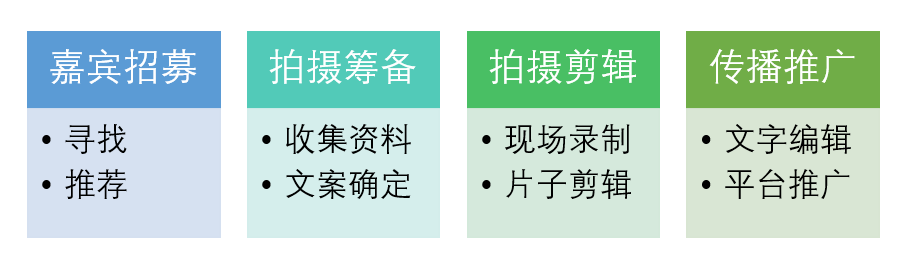 嘉宾招募
• 寻找
• 推荐
拍摄筹备
• 收集资料
• 文案确定
拍摄剪辑
• 现场录制
• 片子剪辑
传播推广
• 文字编辑
• 平台推广